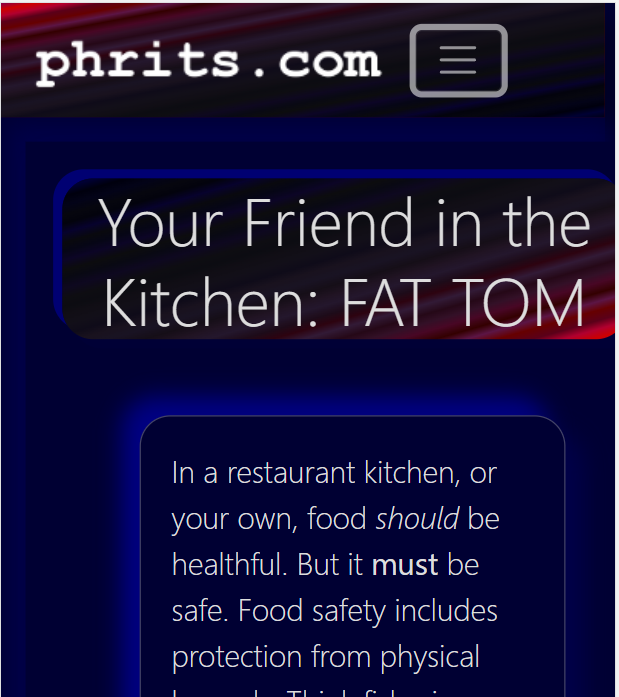 phrits.com
Your Friend in the
Kitchen: FAT TOM
In a restaurant kitchen, or
your own, food should be
healthful. But it must be
safe. Food safety includes
protection from physical